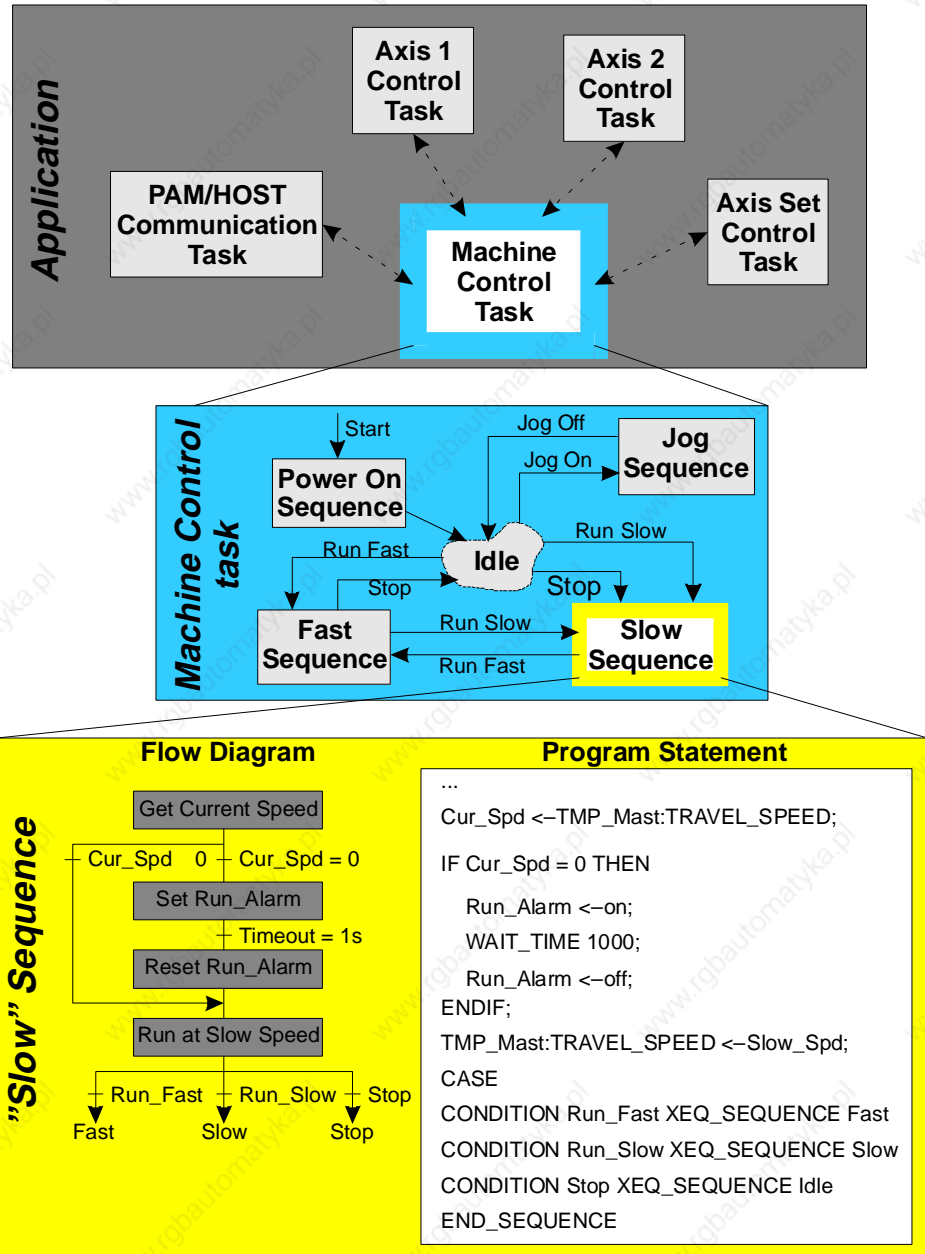 Application
Axis 1
Control
Task
Axis 2
Control
Task
PAM/HOST
Communication
Task
Machine
Control
Task
Axis Set
Control
Task
Machine Control
task
Start
Power On
Sequence
Jog Off
Jog On
Jog
Sequence
Idle
Run Fast
Stop
Run Slow
Stop
Fast
Sequence
Run Slow
Run Fast
Slow
Sequence
"Slow" Sequence
Flow Diagram
Get Current Speed
Cur_Spd 0
Cur_Spd = 0
Set Run_Alarm
Timeout = 1s
Reset Run_Alarm
Run at Slow Speed
Run_Fast
Run_Slow
Stop
Fast
Slow
Stop
Program Statement
...
Cur_Spd <–TMP_Mast:TRAVEL_SPEED;
IF Cur_Spd = 0 THEN
Run_Alarm <–on;
WAIT_TIME 1000;
Run_Alarm <–off;
ENDIF;
TMP_Mast:TRAVEL_SPEED <–Slow_Spd;
CASE
CONDITION Run_Fast XEQ_SEQUENCE Fast
CONDITION Run_Slow XEQ_SEQUENCE Slow
CONDITION Stop XEQ_SEQUENCE Idle
END_SEQUENCE
www.rgbautomatyka.pl